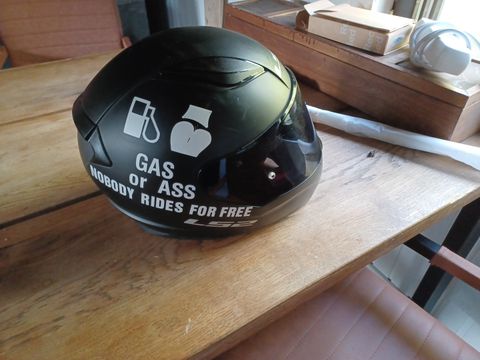 GAS
or ASS
NOBODY RIDES FOR FREE
LS2